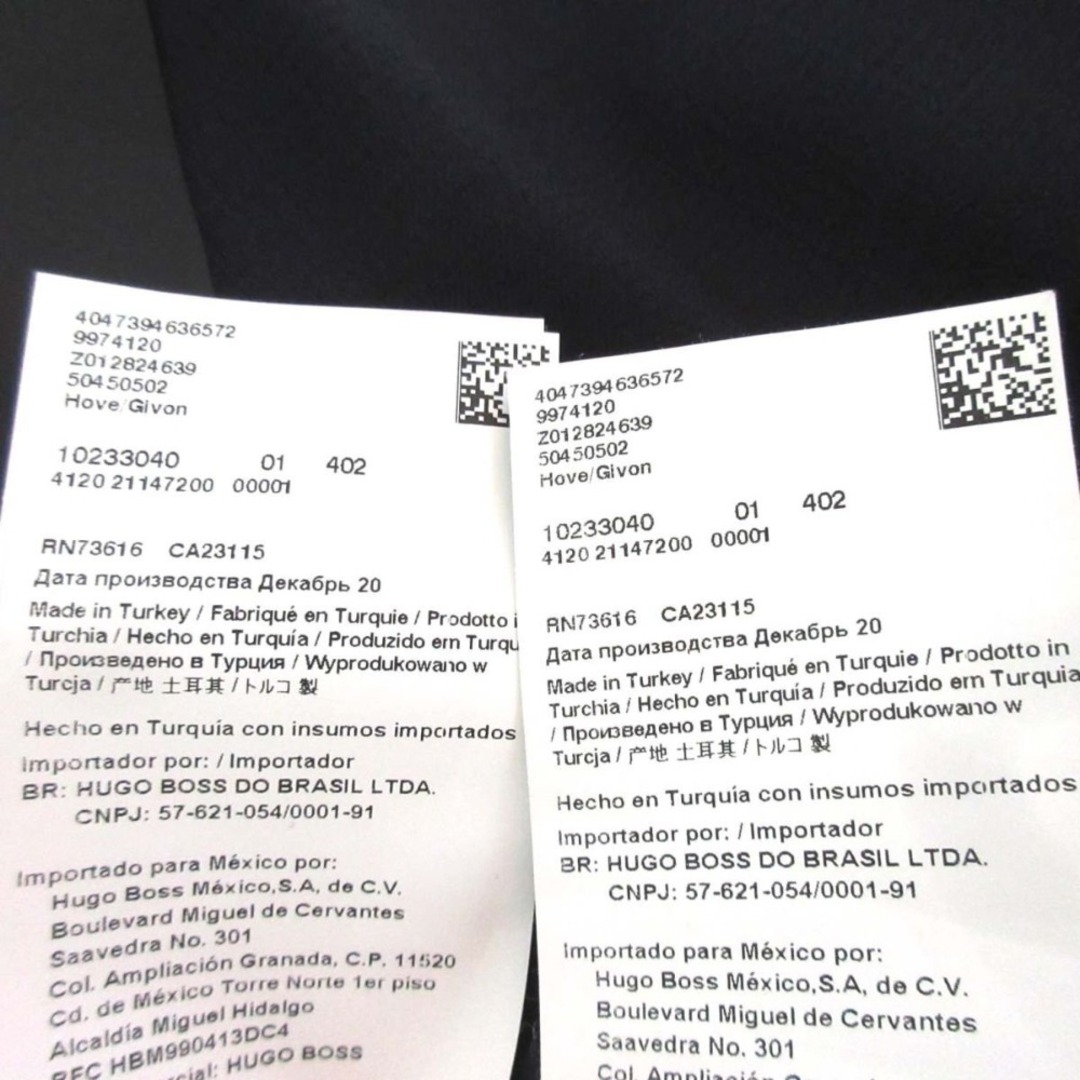 4047394636572
9974120
Z012824639
50450502
Hove/Givon
10233040 01 402
4120 21147200 00001
RN73616 CA23115
Дата производства Декабрь 20
Made in Turkey / Fabriqué en Turquie / Prodotto i
Turchia / Hecho en Turquía / Produzido em Turqu
/ Произведено в Турции / Wyprodukowano w
Turcja / 产地 土耳其 / トルコ 製
Hecho en Turquía con insumos importados
Importador por: / Importador
BR: HUGO BOSS DO BRASIL LTDA.
CNPJ: 57-621-054/0001-91
Importado para México por:
Hugo Boss México,S.A, de C.V.
Boulevard Miguel de Cervantes
Saavedra No. 301
Col. Ampliación Granada, C.P. 11520
Cd. de México Torre Norte 1er piso
Alcaldía Miguel Hidalgo
RFC HBM990413DC4
cial: HUGO BOSS
4047394636572
9974120
Z012824639
50450502
Hove/Givon
10233040 01 402
4120 21147200 00001
RN73616 CA23115
Дата производства Декабрь 20
Made in Turkey / Fabriqué en Turquie / Prodotto in
Turchia / Hecho en Turquía / Produzido em Turquia
/ Произведено в Турции / Wyprodukowano w
Turcja / 产地 土耳其 / トルコ 製
Hecho en Turquía con insumos importados
Importador por: / Importador
BR: HUGO BOSS DO BRASIL LTDA.
CNPJ: 57-621-054/0001-91
Importado para México por:
Hugo Boss México,S.A, de C.V.
Boulevard Miguel de Cervantes
Saavedra No. 301
Col. Ampliación